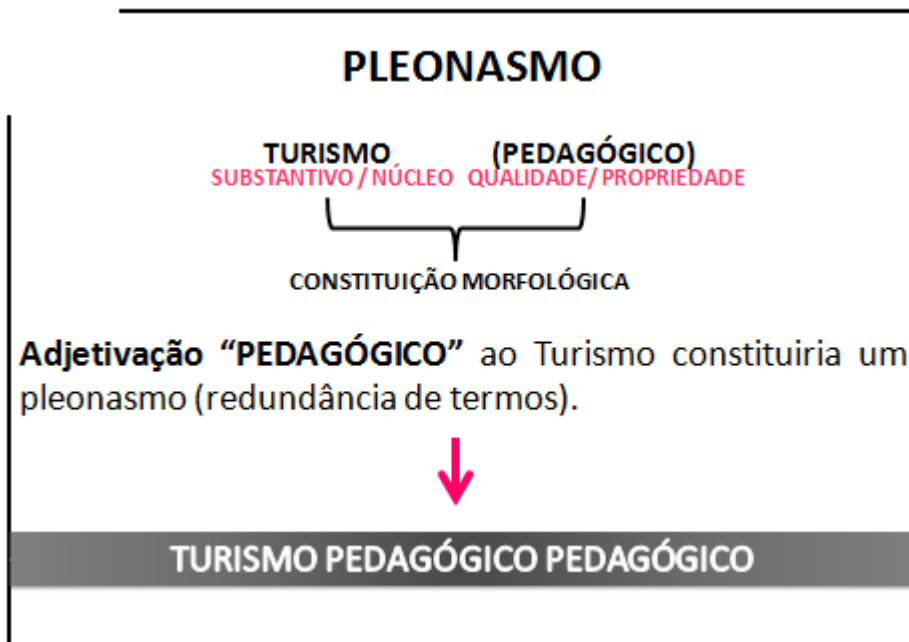 PLEONASMO
TURISMO (PEDAGÓGICO)
SUBSTANTIVO / NÚCLEO QUALIDADE/ PROPRIEDADE
CONSTITUIÇÃO MORFOLÓGICA
Adjetivação “PEDAGÓGICO” ao Turismo constituiria um
pleonasmo (redundância de termos).
TURISMO PEDAGÓGICO PEDAGÓGICO